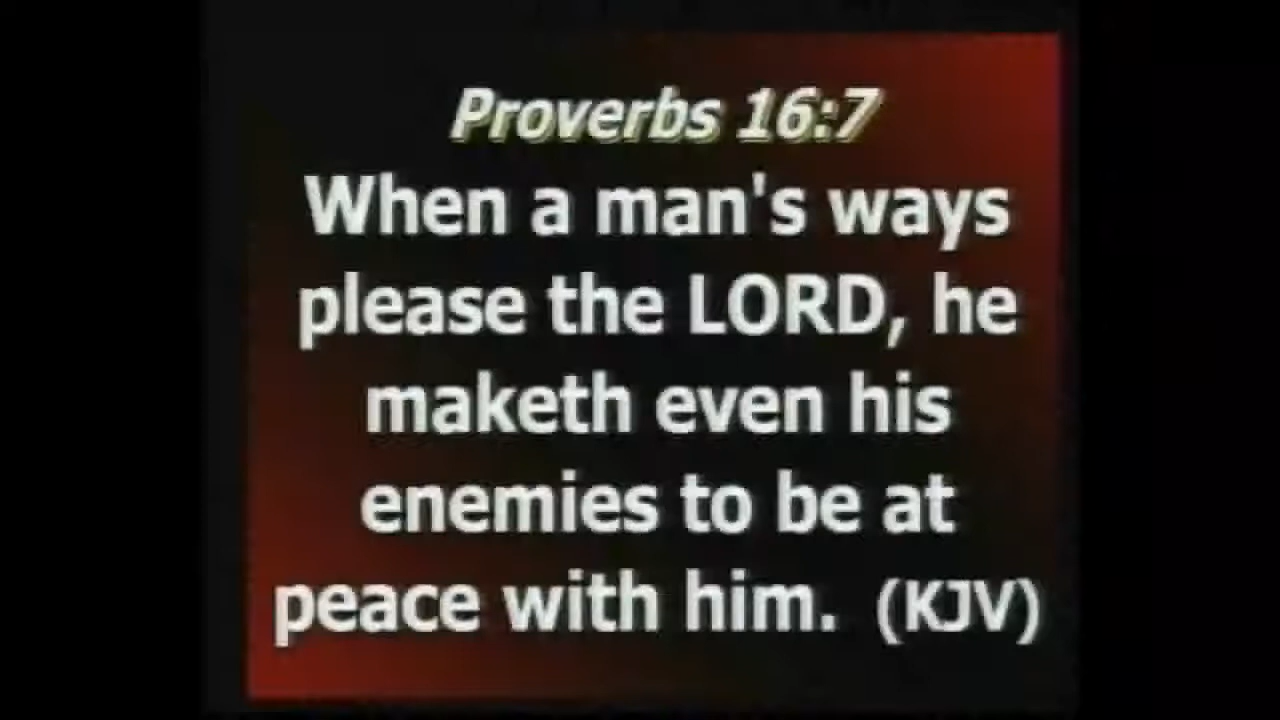 Proverbs 16:7
When a man's ways
please the LORD, he
maketh even his
enemies to be at
peace with him. (KJV)